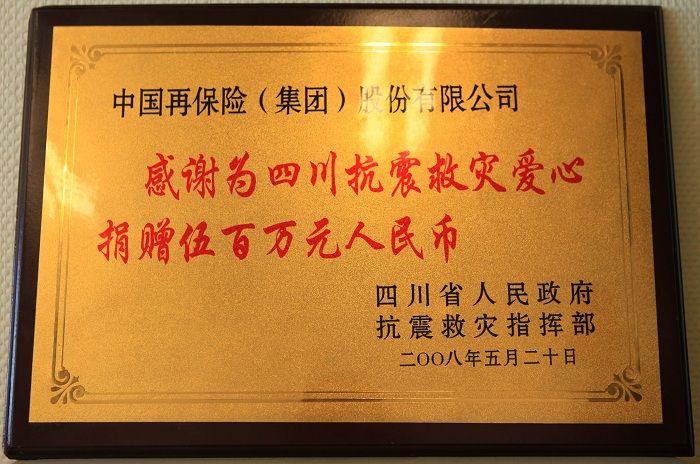 中国再保险（集团）股份有限公司
感谢为四川抗震救灾爱心
捐赠伍百万元人民币
四川省人民政府
抗震救灾指挥部
二〇〇八年五月二十日